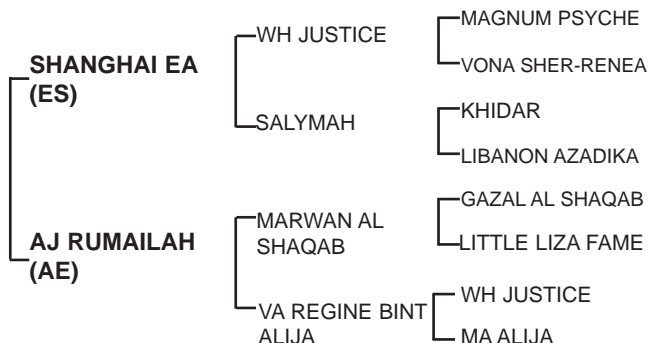 SHANGHAI EA
(ES)
WH JUSTICE
MAGNUM PSYCHE
VONA SHER-RENEA
SALYMAH
KHIDAR
LIBANON AZADIKA
AJ RUMAILAH
(AE)
MARWAN AL
SHAQAB
GAZAL AL SHAQAB
LITTLE LIZA FAME
VA REGINE BINT
ALIJA
WH JUSTICE
MA ALIJA